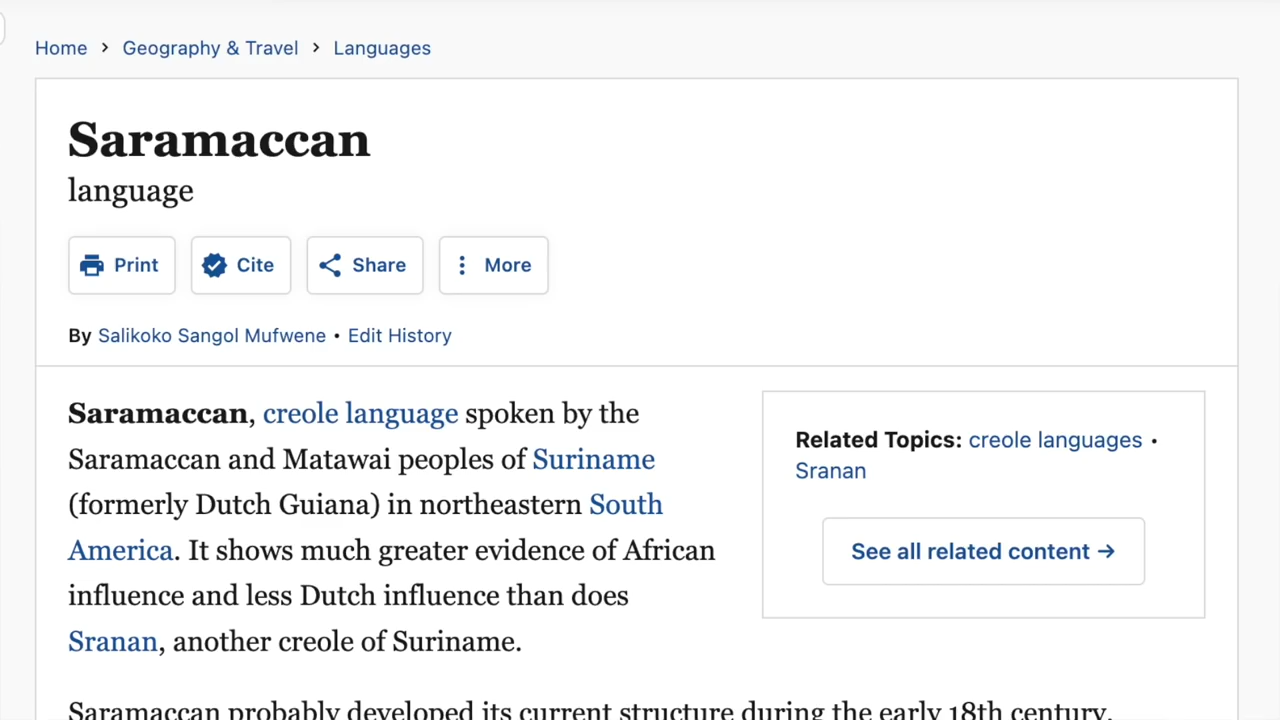 Home > Geography & Travel > Languages
Saramaccan
language
Print Cite Share More
By Salikoko Sangol Mufwene • Edit History
Saramaccan, creole language spoken by the
Saramaccan and Matawai peoples of Suriname
(formerly Dutch Guiana) in northeastern South
America. It shows much greater evidence of African
influence and less Dutch influence than does
Sranan, another creole of Suriname.
Related Topics: creole languages •
Sranan
See all related content →
Saramaccan probably developed its current structure during the early 18th century.